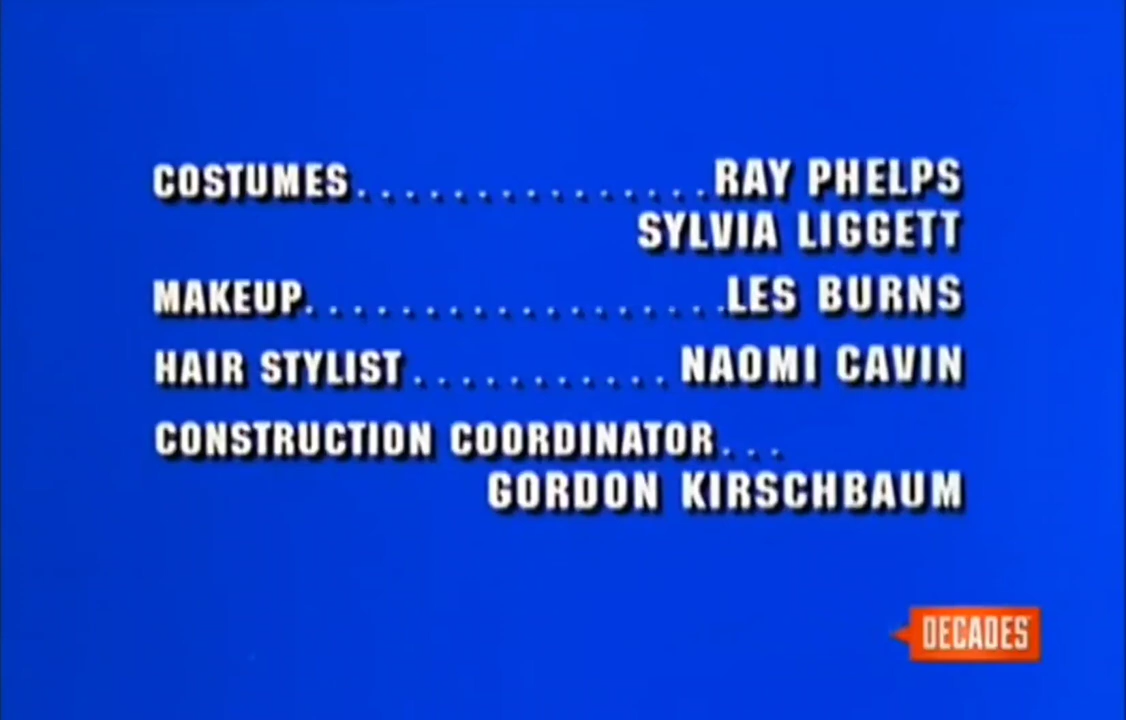 COSTUMES...............RAY PHELPS
SYLVIA LIGGETT
MAKEUP..................LES BURNS
HAIR STYLIST...........NAOMI CAVIN
CONSTRUCTION COORDINATOR...
GORDON KIRSCHBAUM
DECADES